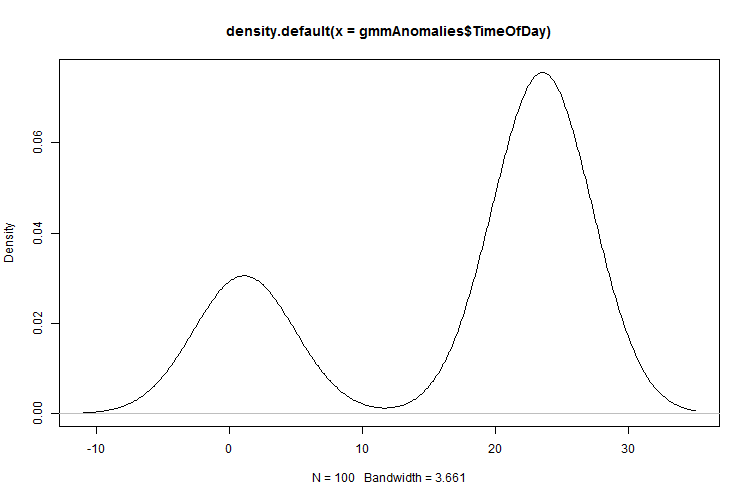 density.default(x = gmmAnomalies$TimeOfDay)
Density
0.06
0.04
0.02
0.00
-10 0 10 20 30
N = 100 Bandwidth = 3.661